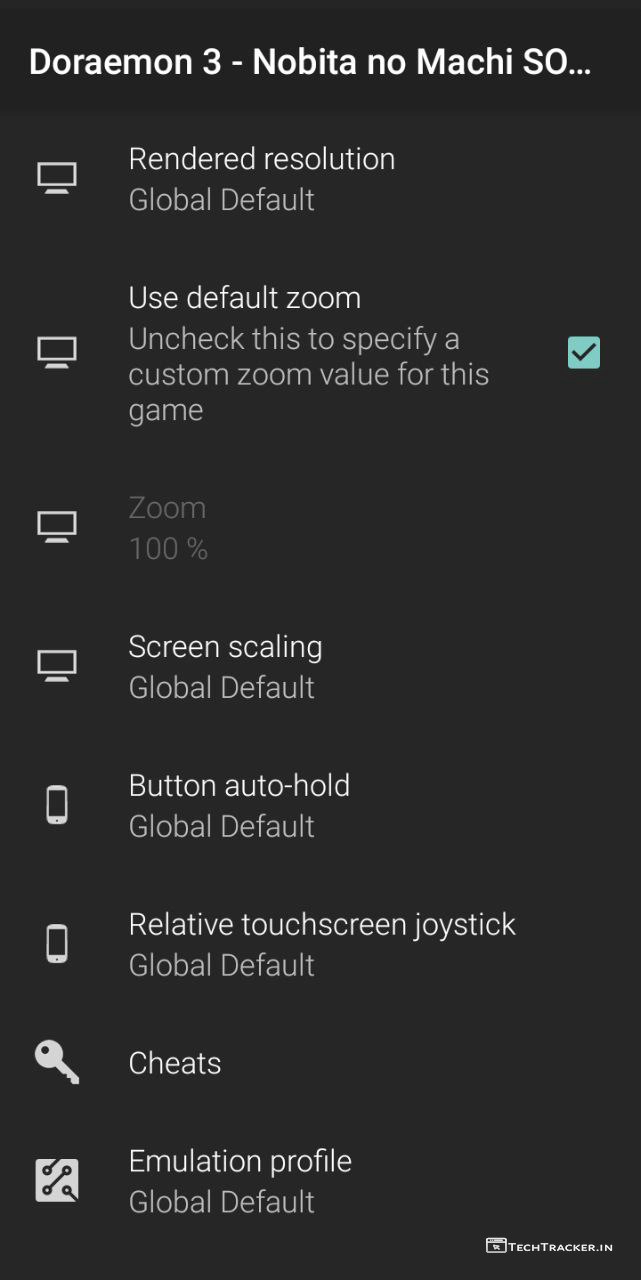 Doraemon 3 - Nobita no Machi SO...
Rendered resolution
Global Default
Use default zoom
Uncheck this to specify a
custom zoom value for this
game
Zoom
100 %
Screen scaling
Global Default
Button auto-hold
Global Default
Relative touchscreen joystick
Global Default
Cheats
Emulation profile
Global Default
TECHTRACKER.IN